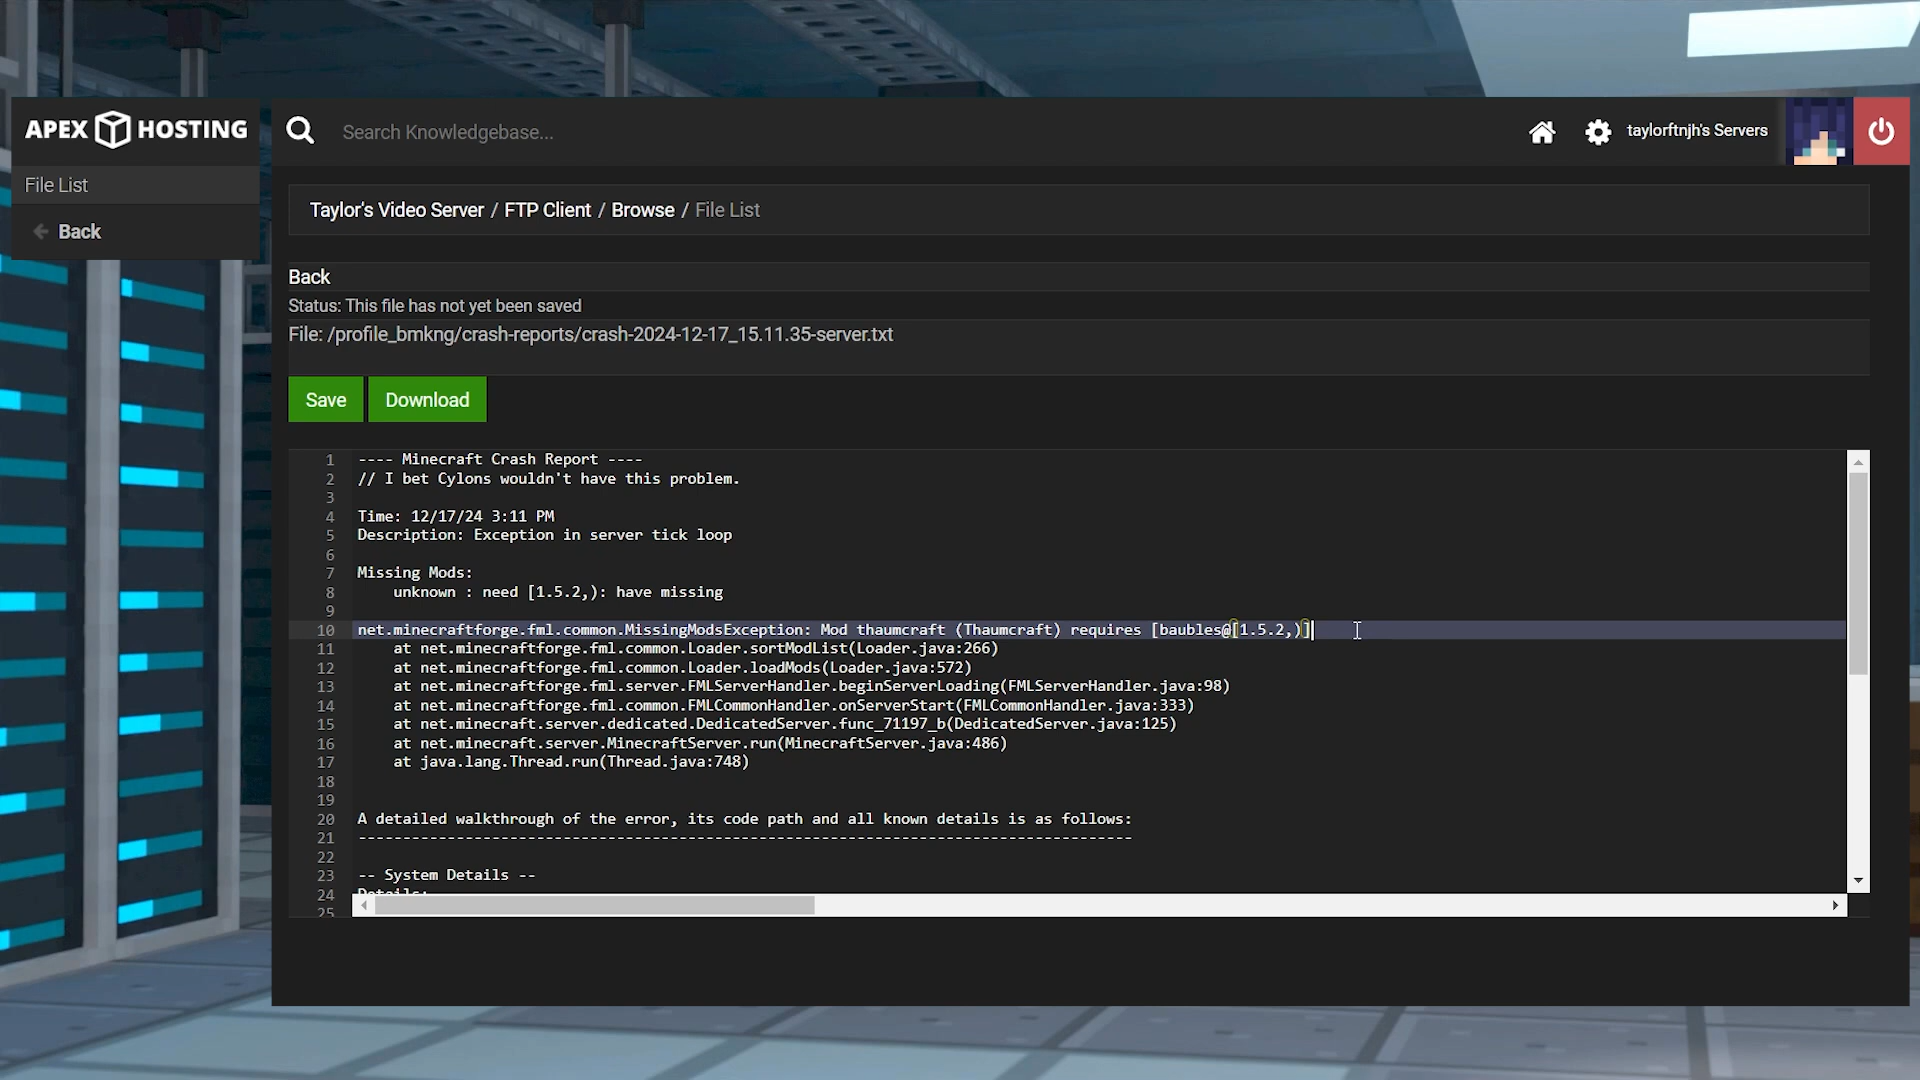 APEX HOSTING
Search Knowledgebase...
taylorftnjh's Servers
File List
Back
Taylor's Video Server / FTP Client / Browse / File List
Back
Status: This file has not yet been saved
File: /profile_bmkng/crash-reports/crash-2024-12-17_15.11.35-server.txt
Save Download
1 ---- Minecraft Crash Report ----
2 // I bet Cylons wouldn't have this problem.
3
4 Time: 12/17/24 3:11 PM
5 Description: Exception in server tick loop
6
7 Missing Mods:
8 unknown : need [1.5.2,): have missing
9
10 net.minecraftforge.fml.common.MissingModsException: Mod thaumcraft (Thaumcraft) requires [baubles@[1.5.2,)]
11 at net.minecraftforge.fml.common.Loader.sortModList(Loader.java:266)
12 at net.minecraftforge.fml.common.Loader.loadMods(Loader.java:572)
13 at net.minecraftforge.fml.server.FMLServerHandler.beginServerLoading(FMLServerHandler.java:98)
14 at net.minecraftforge.fml.common.FMLCommonHandler.onServerStart(FMLCommonHandler.java:333)
15 at net.minecraft.server.dedicated.DedicatedServer.func_71197_b(DedicatedServer.java:125)
16 at net.minecraft.server.MinecraftServer.run(MinecraftServer.java:486)
17 at java.lang.Thread.run(Thread.java:748)
18
19
20 A detailed walkthrough of the error, its code path and all known details is as follows:
21 ---------------------------------------------------------------------------------------
22
23 -- System Details --
24 Details:
25